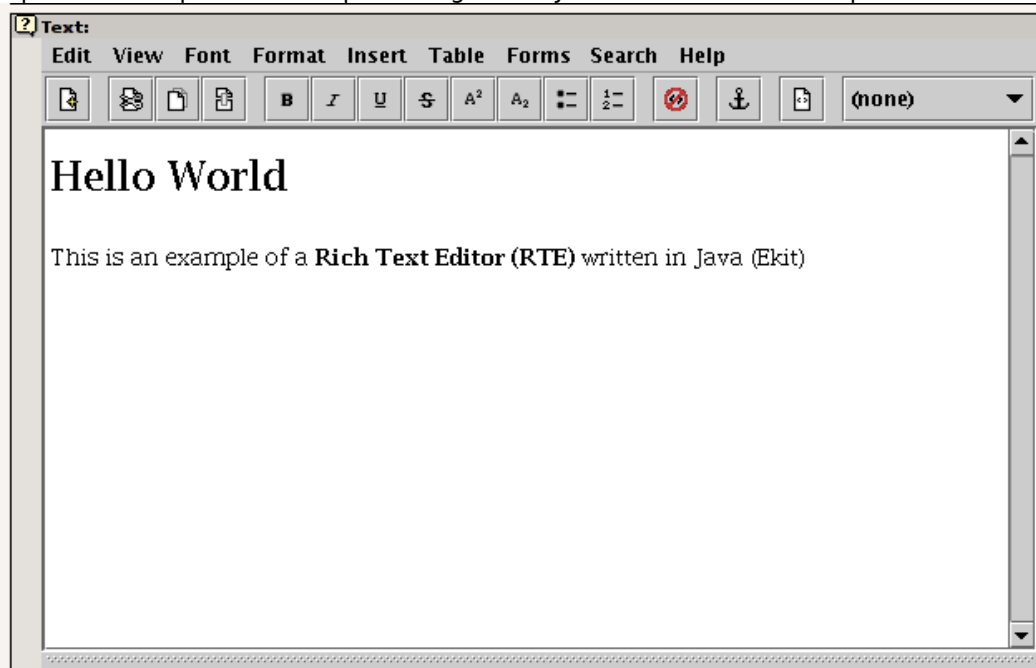 Text:
Edit View Font Format Insert Table Forms Search Help
B I U S A² A₂ (none)
Hello World
This is an example of a Rich Text Editor (RTE) written in Java (Ekit)